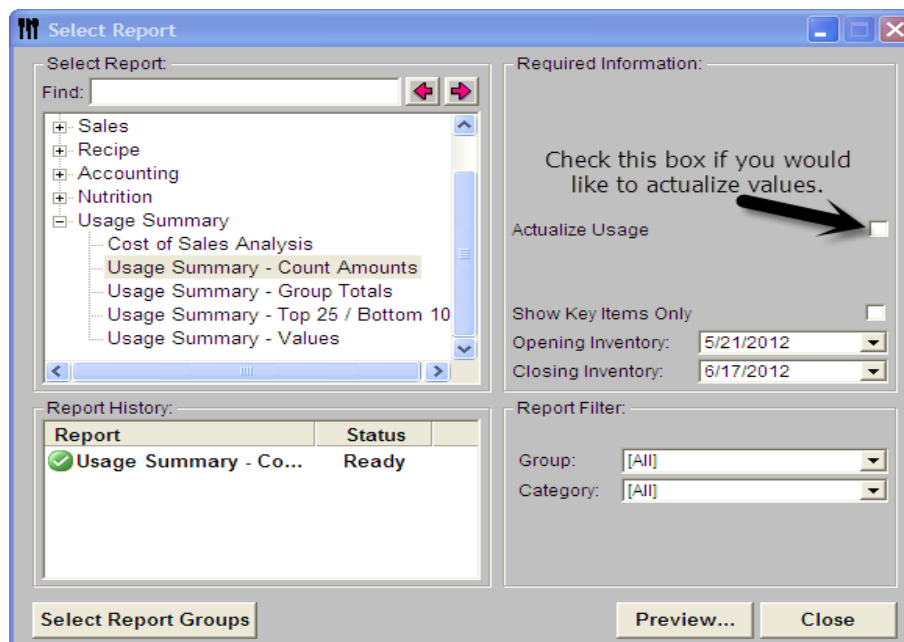 Select Report
Select Report:
Find:
Sales
Recipe
Accounting
Nutrition
Usage Summary
Cost of Sales Analysis
Usage Summary - Count Amounts
Usage Summary - Group Totals
Usage Summary - Top 25 / Bottom 10
Usage Summary - Values
Required Information:
Check this box if you would
like to actualize values.
Actualize Usage
Show Key Items Only
Opening Inventory: 5/21/2012
Closing Inventory: 6/17/2012
Report History:
Report Status
Usage Summary - Co... Ready
Report Filter:
Group: [All]
Category: [All]
Select Report Groups
Preview... Close